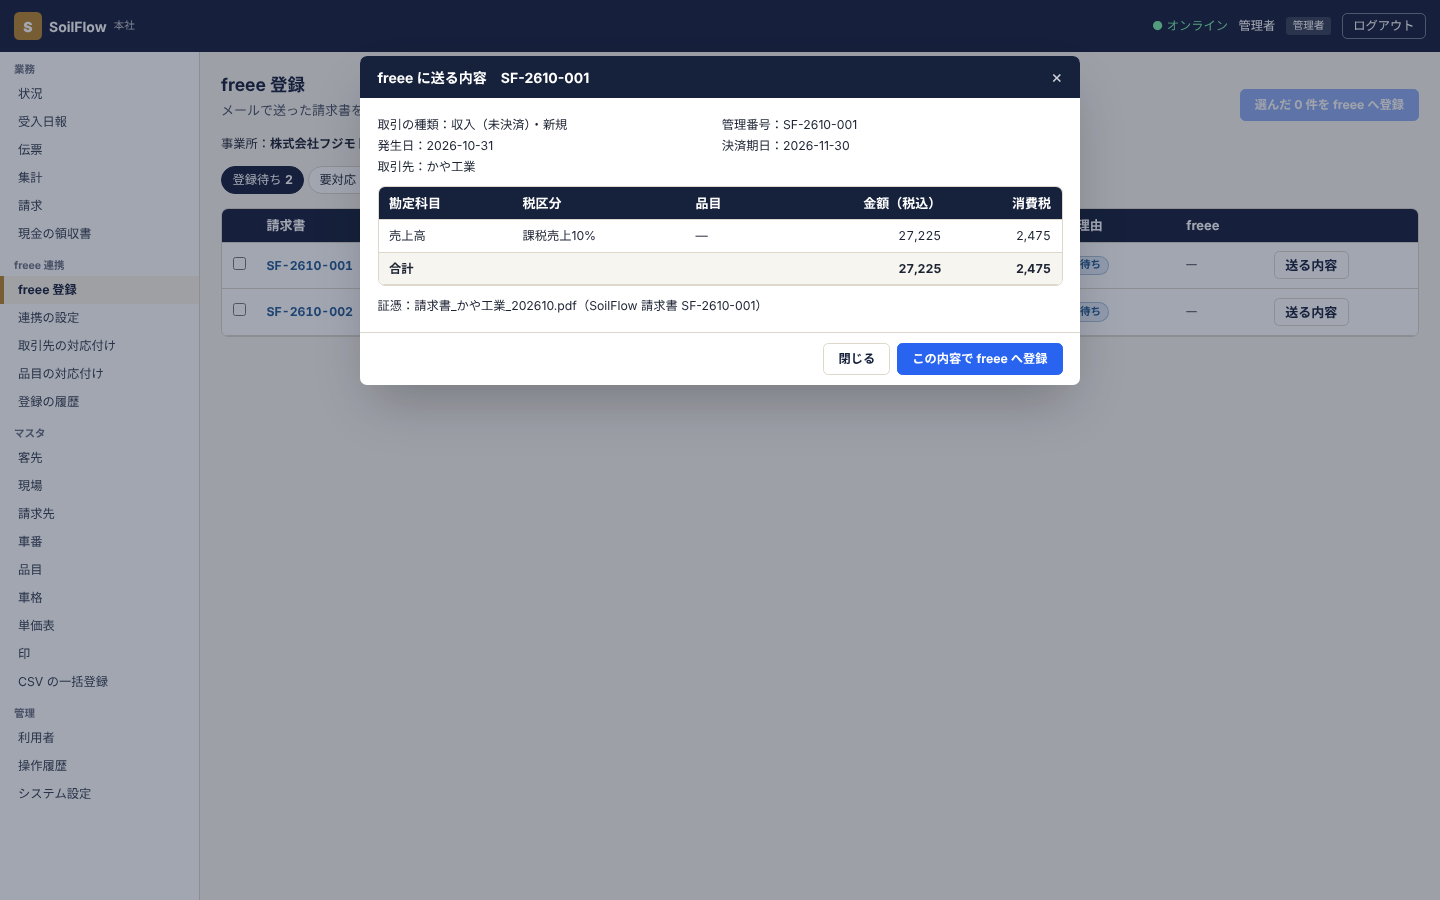 S SoilFlow 本社
オンライン 管理者 管理者 ログアウト
業務
状況
受入日報
伝票
集計
請求
現金の領収書
freee 連携
freee 登録
連携の設定
取引先の対応付け
品目の対応付け
登録の履歴
マスタ
客先
現場
請求先
車番
品目
車格
単価表
印
CSV の一括登録
管理
利用者
操作履歴
システム設定
freee 登録
メールで送った請求書を
選んだ 0 件を freee へ登録
事業所：株式会社フジモ
登録待ち 2 要対応
請求書 理由 freee
SF-2610-001 待ち — 送る内容
SF-2610-002 待ち — 送る内容
freee に送る内容 SF-2610-001 ×
取引の種類：収入（未決済）・新規 管理番号：SF-2610-001
発生日：2026-10-31 決済期日：2026-11-30
取引先：かや工業
勘定科目 税区分 品目 金額（税込） 消費税
売上高 課税売上10% — 27,225 2,475
合計 27,225 2,475
証憑：請求書_かや工業_202610.pdf（SoilFlow 請求書 SF-2610-001）
閉じる この内容で freee へ登録